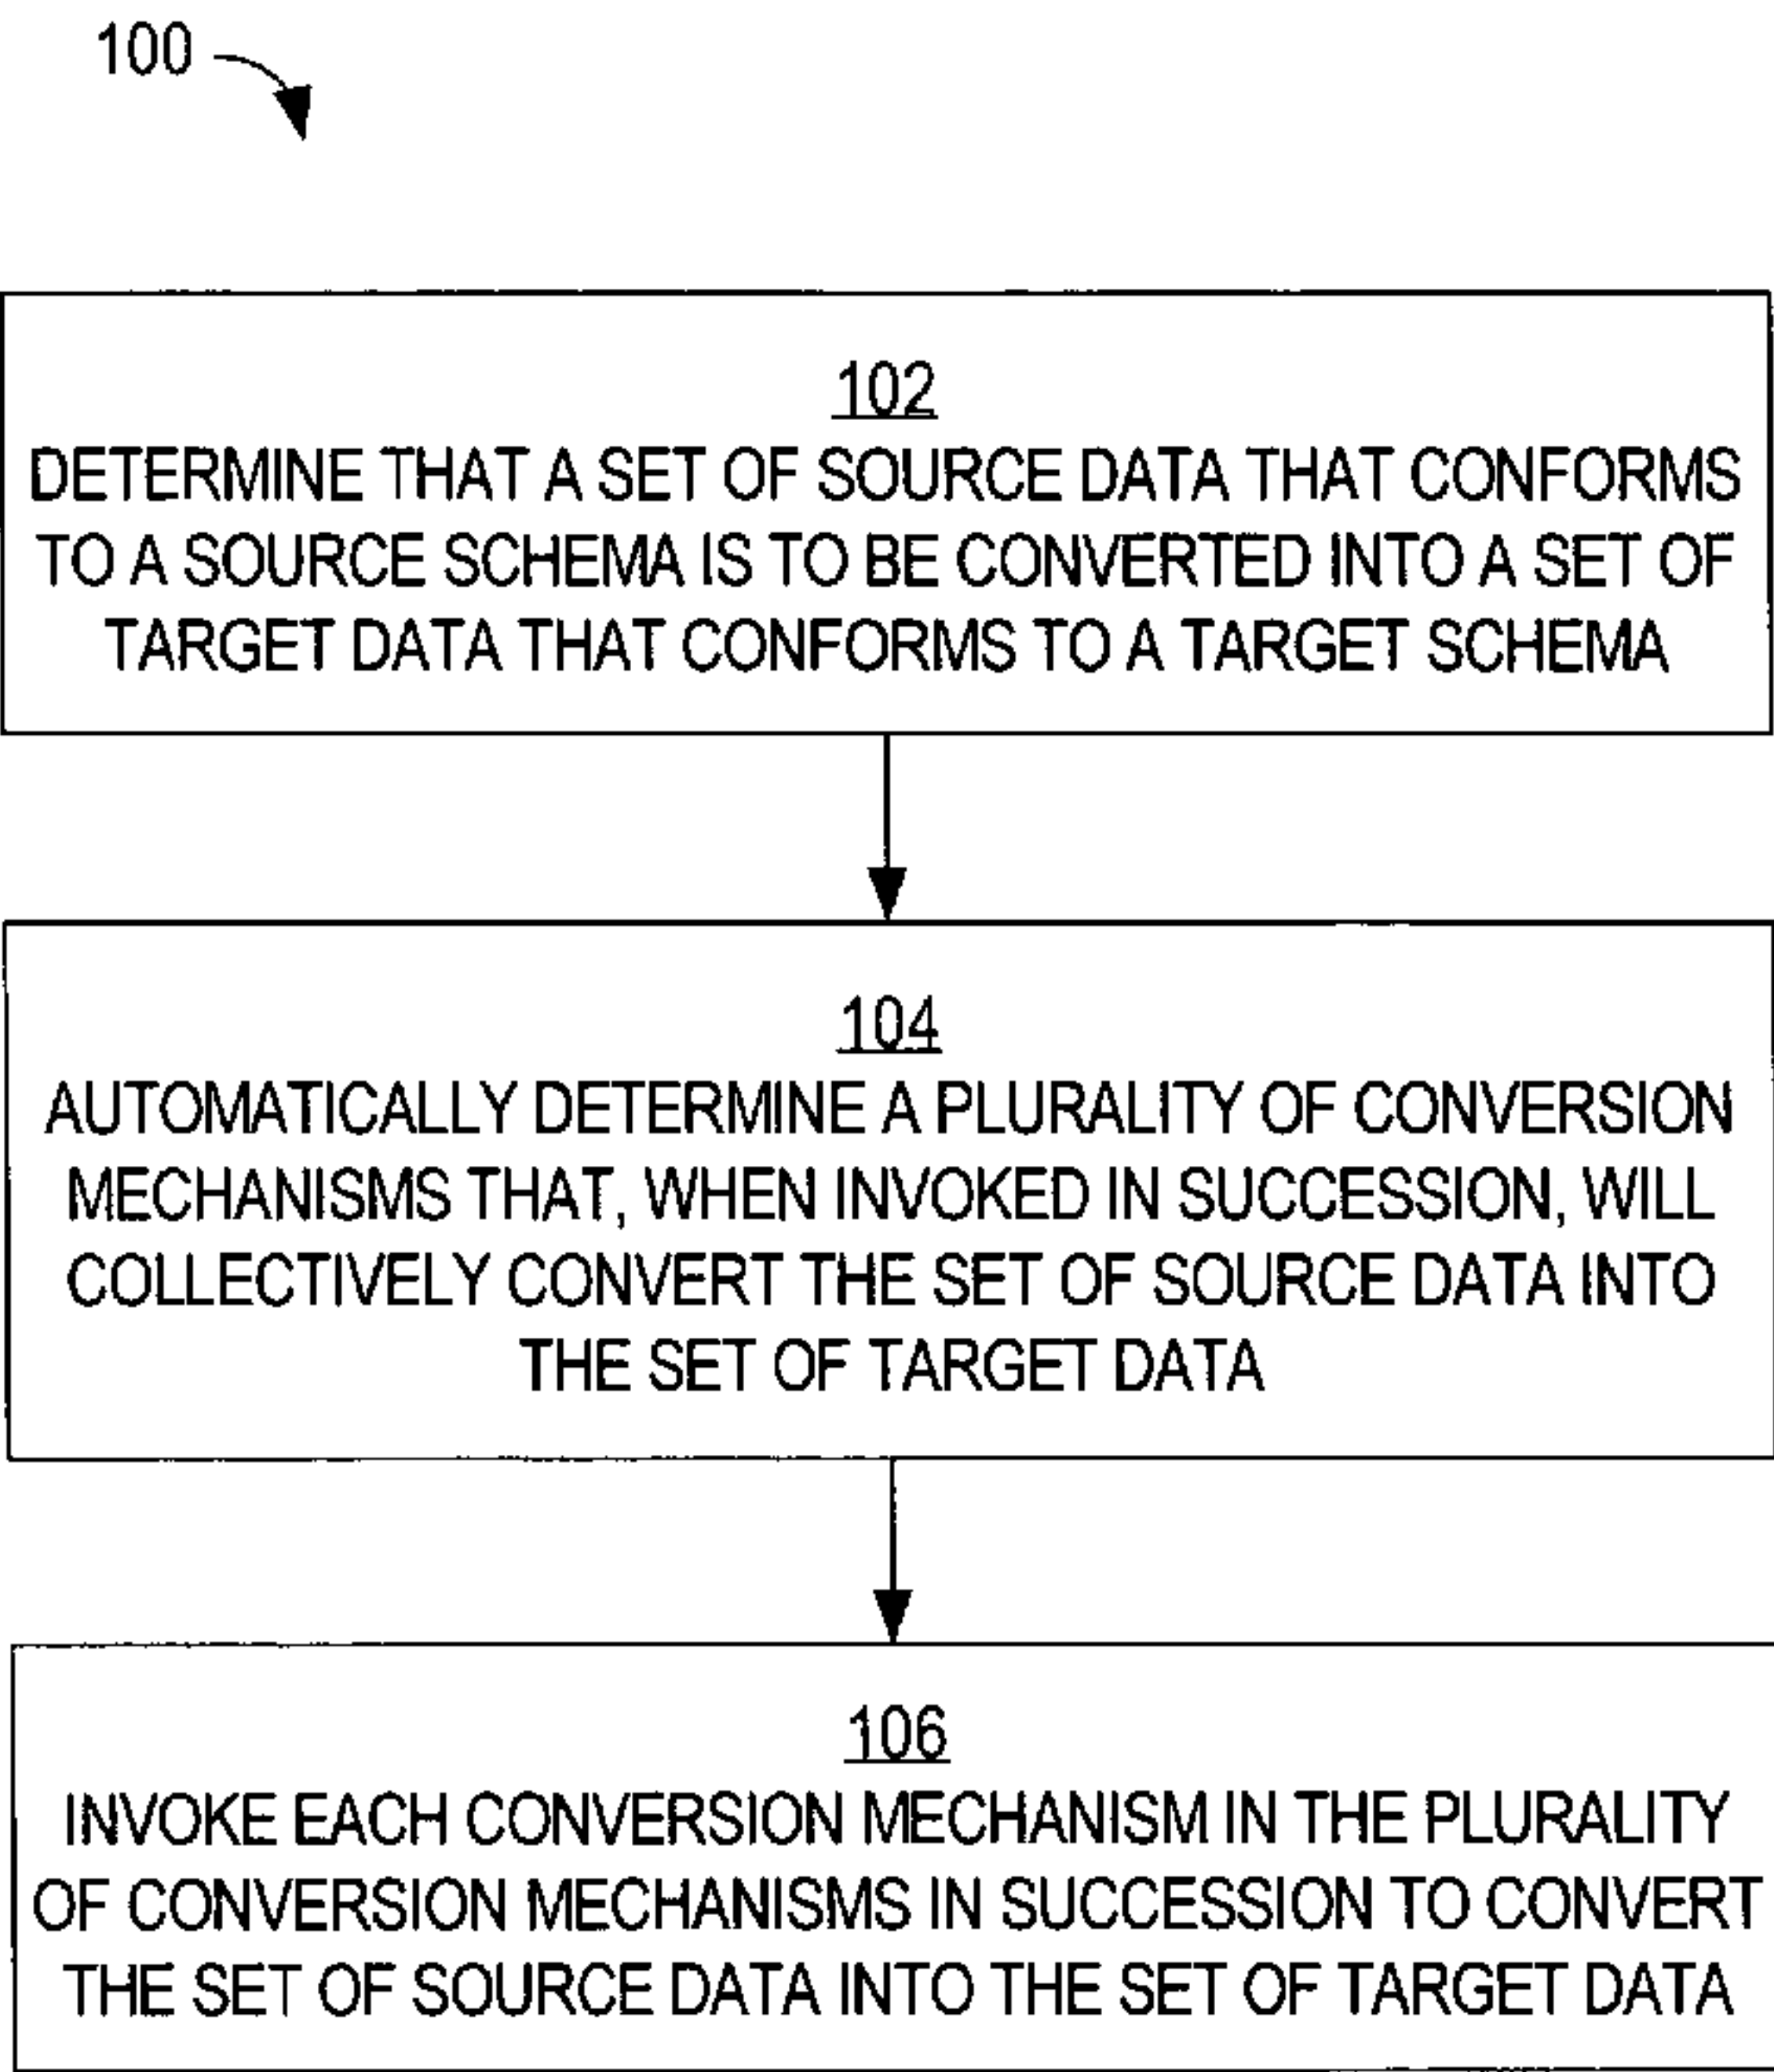 100
102
DETERMINE THAT A SET OF SOURCE DATA THAT CONFORMS
TO A SOURCE SCHEMA IS TO BE CONVERTED INTO A SET OF
TARGET DATA THAT CONFORMS TO A TARGET SCHEMA
104
AUTOMATICALLY DETERMINE A PLURALITY OF CONVERSION
MECHANISMS THAT, WHEN INVOKED IN SUCCESSION, WILL
COLLECTIVELY CONVERT THE SET OF SOURCE DATA INTO
THE SET OF TARGET DATA
106
INVOKE EACH CONVERSION MECHANISM IN THE PLURALITY
OF CONVERSION MECHANISMS IN SUCCESSION TO CONVERT
THE SET OF SOURCE DATA INTO THE SET OF TARGET DATA